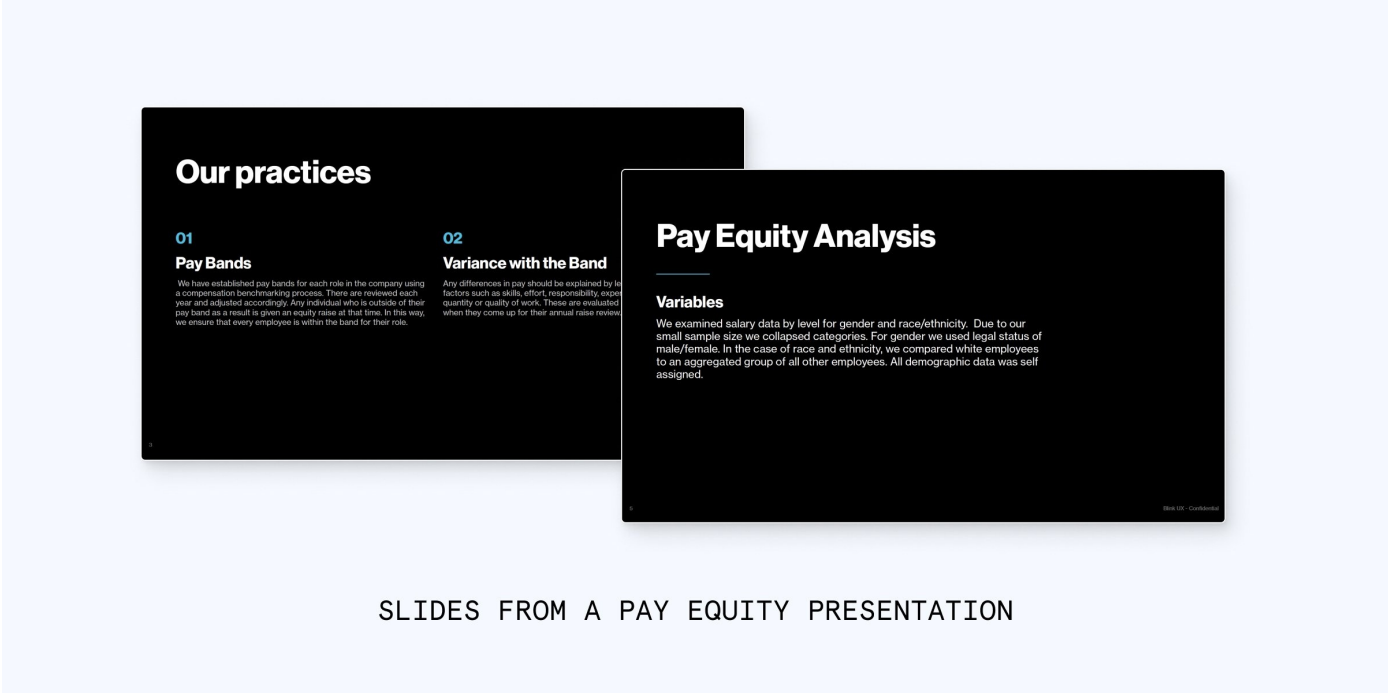 Our practices
01
Pay Bands
We have established pay bands for each role in the company using
a compensation benchmarking process. There are reviewed each
year and adjusted accordingly. Any individual who is outside of their
pay band as a result is given an equity raise at that time. In this way,
we ensure that every employee is within the band for their role.
02
Variance with the Band
Any differences in pay should be explained by
factors such as skills, effort, responsibility,
quantity or quality of work. These are evaluated
when they come up for their annual raise review.
3
Pay Equity Analysis
Variables
We examined salary data by level for gender and race/ethnicity. Due to our
small sample size we collapsed categories. For gender we used legal status of
male/female. In the case of race and ethnicity, we compared white employees
to an aggregated group of all other employees. All demographic data was self
assigned.
Blink UX - Confidential
SLIDES FROM A PAY EQUITY PRESENTATION